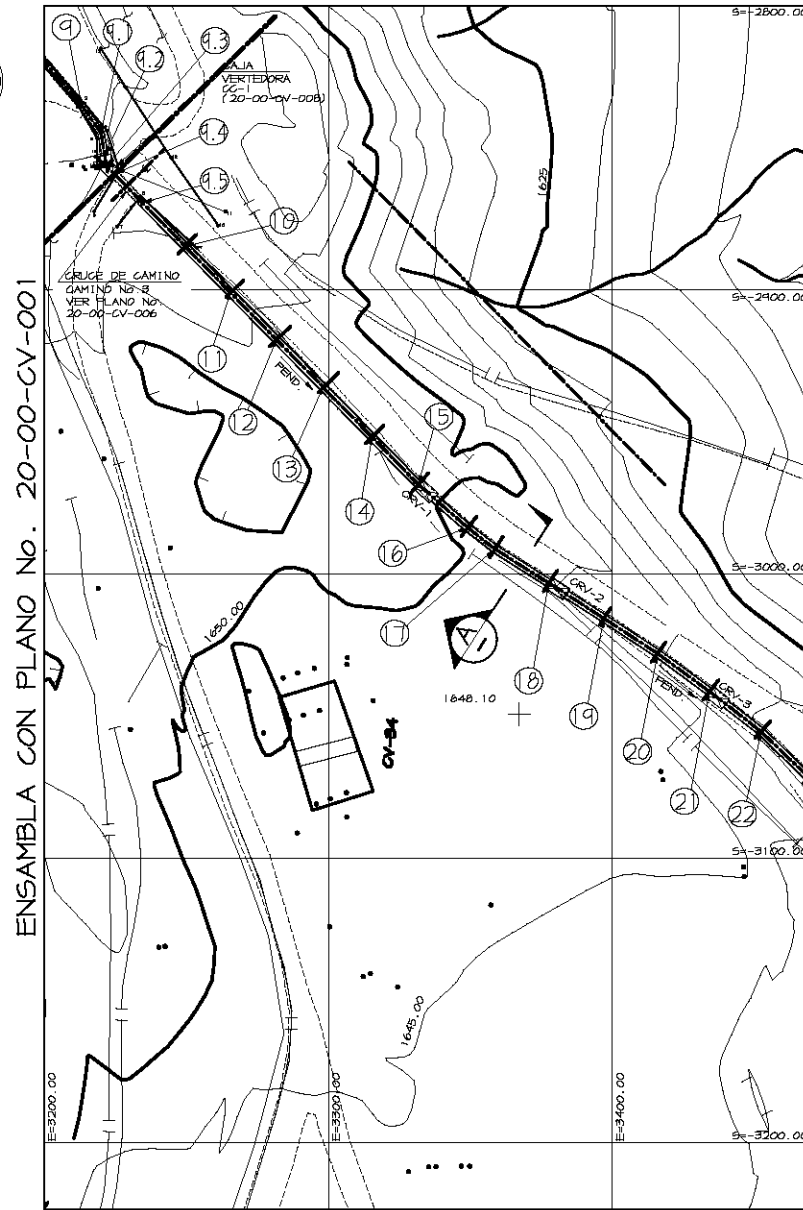 ENSAMBLA CON PLANO No. 20-00-CV-001
S=-2800.00
9
9.1
9.2
9.3
CAJA
VERTEDORA
CC-1
(20-00-CV-008)
9.4
9.5
10
1625
CRUCE DE CAMINO
CAMINO No. 3
VER PLANO No.
20-00-CV-006
S=-2900.00
11
PEND.
12
13
15
14
CRV-1
16
S=-3000.00
CRV-2
1650.00
17
A
18
1648.10
PEND.
CRV-3
19
20
CV-34
21
22
S=-3100.00
1645.00
E=3200.00
E=3300.00
E=3400.00
S=-3200.00